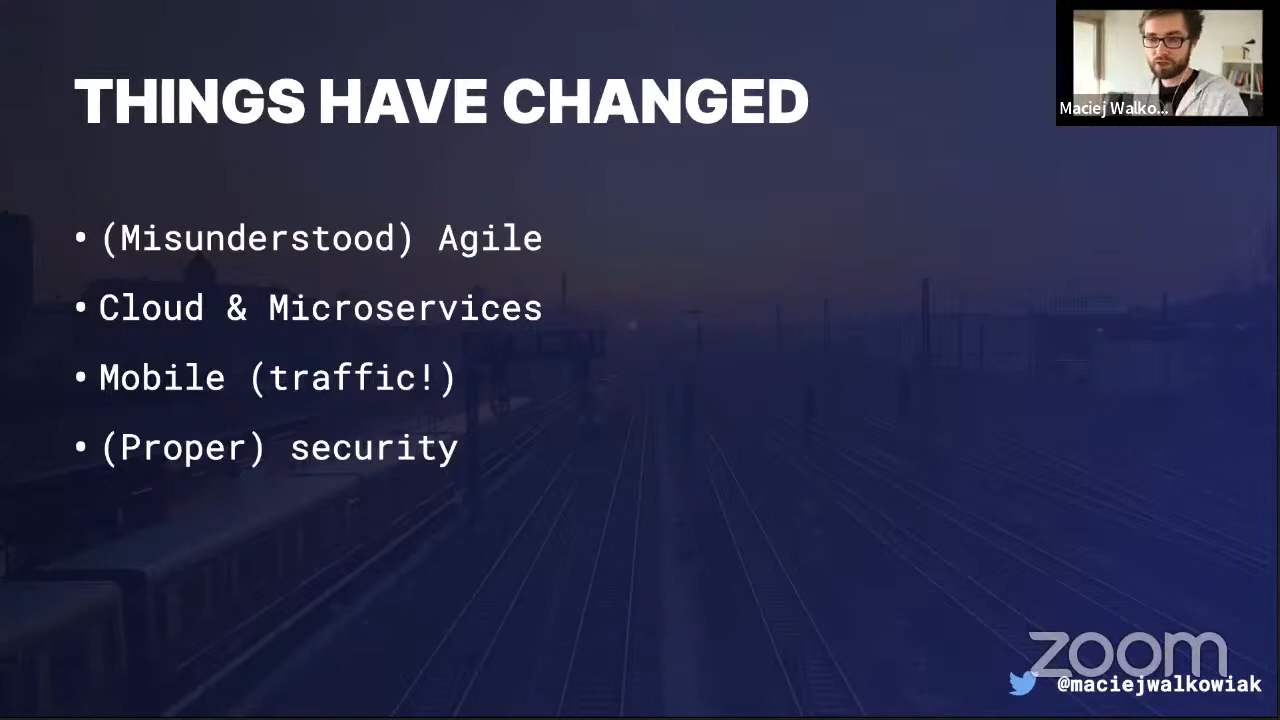 THINGS HAVE CHANGED
Maciej Walko...
• (Misunderstood) Agile
• Cloud & Microservices
• Mobile (traffic!)
• (Proper) security
zoom
@maciejwalkowiak